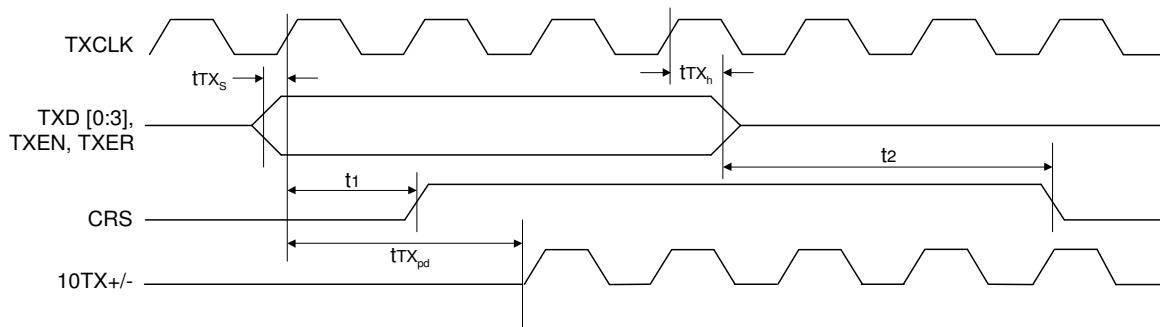 TXCLK
tTXS
tTXh
TXD [0:3],
TXEN, TXER
t2
t1
CRS
tTXpd
10TX+/-